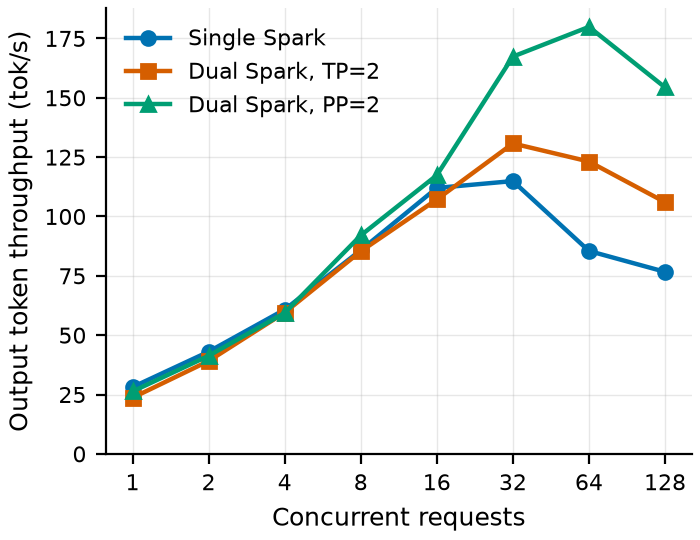 Output token throughput (tok/s)
175
150
125
100
75
50
25
0
Single Spark
Dual Spark, TP=2
Dual Spark, PP=2
1 2 4 8 16 32 64 128
Concurrent requests